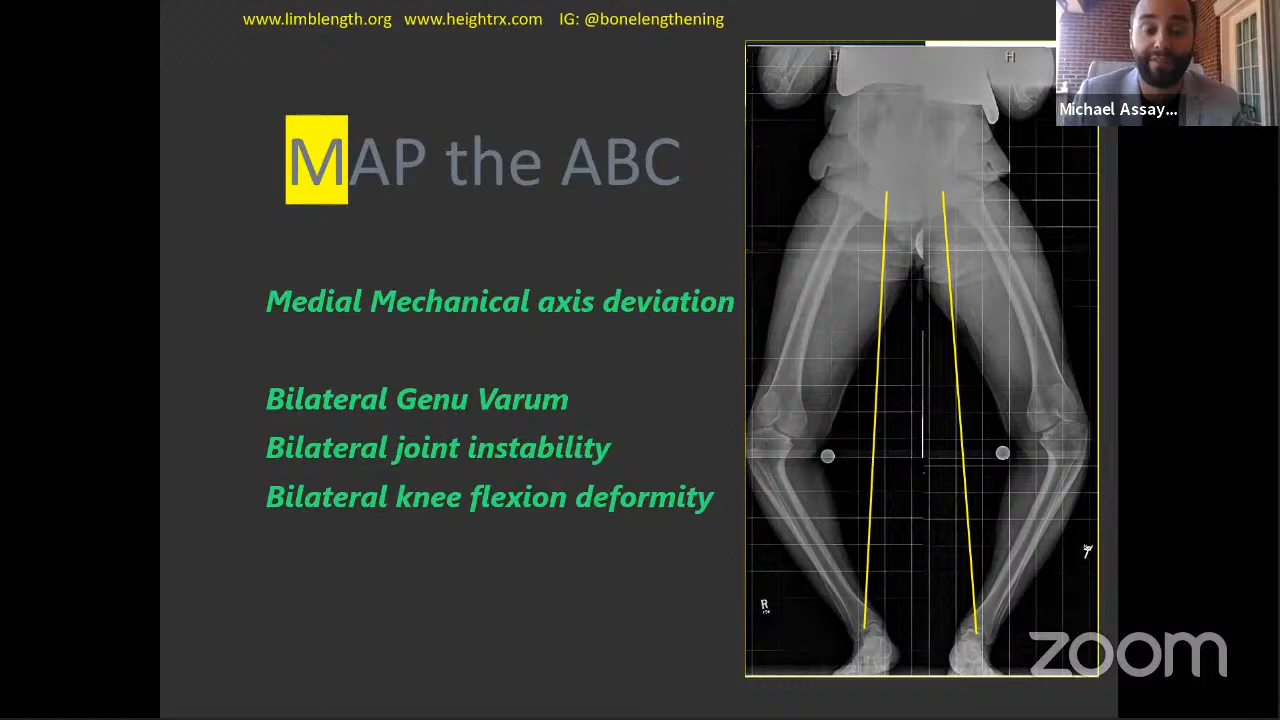 www.limblength.org www.heightrx.com IG: @bonelengthening
MAP the ABC
Medial Mechanical axis deviation
Bilateral Genu Varum
Bilateral joint instability
Bilateral knee flexion deformity
H H
R
Michael Assay...
zoom